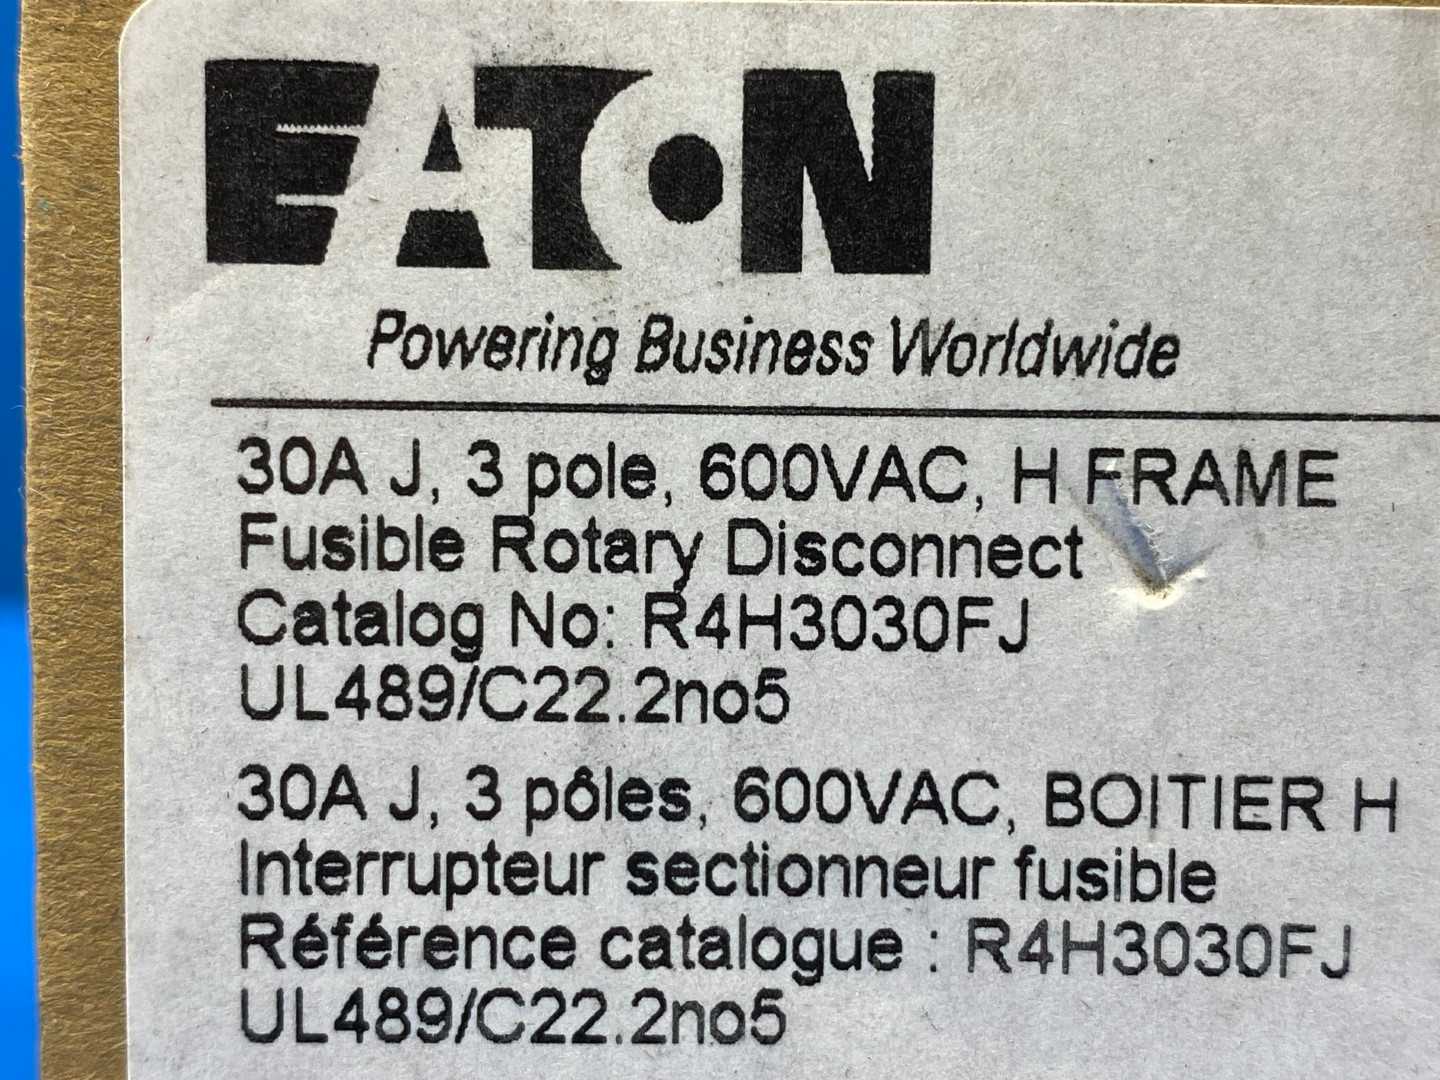 EATON
Powering Business Worldwide
30A J, 3 pole, 600VAC, H FRAME
Fusible Rotary Disconnect
Catalog No: R4H3030FJ
UL489/C22.2no5
30A J, 3 pôles, 600VAC, BOITIER H
Interrupteur sectionneur fusible
Référence catalogue : R4H3030FJ
UL489/C22.2no5